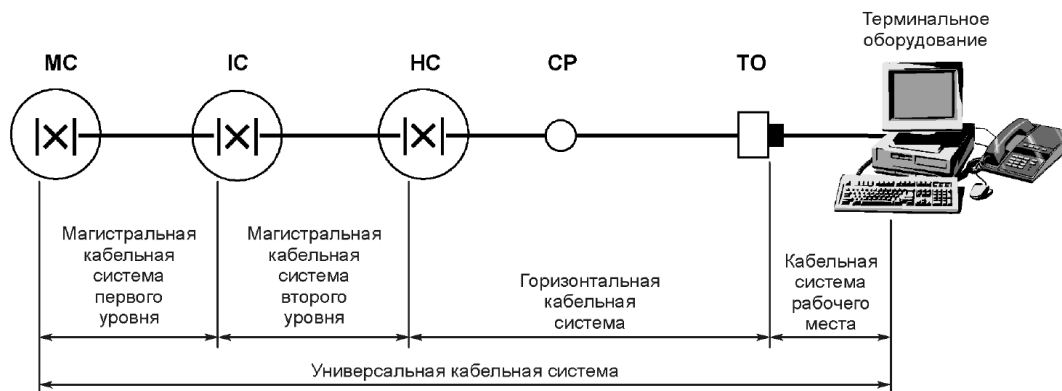 Терминальное
оборудование
MC
IC
HC
CP
TO
Магистральная
кабельная
система
первого
уровня
Магистральная
кабельная
система
второго
уровня
Горизонтальная
кабельная
система
Кабельная
система
рабочего
места
Универсальная кабельная система